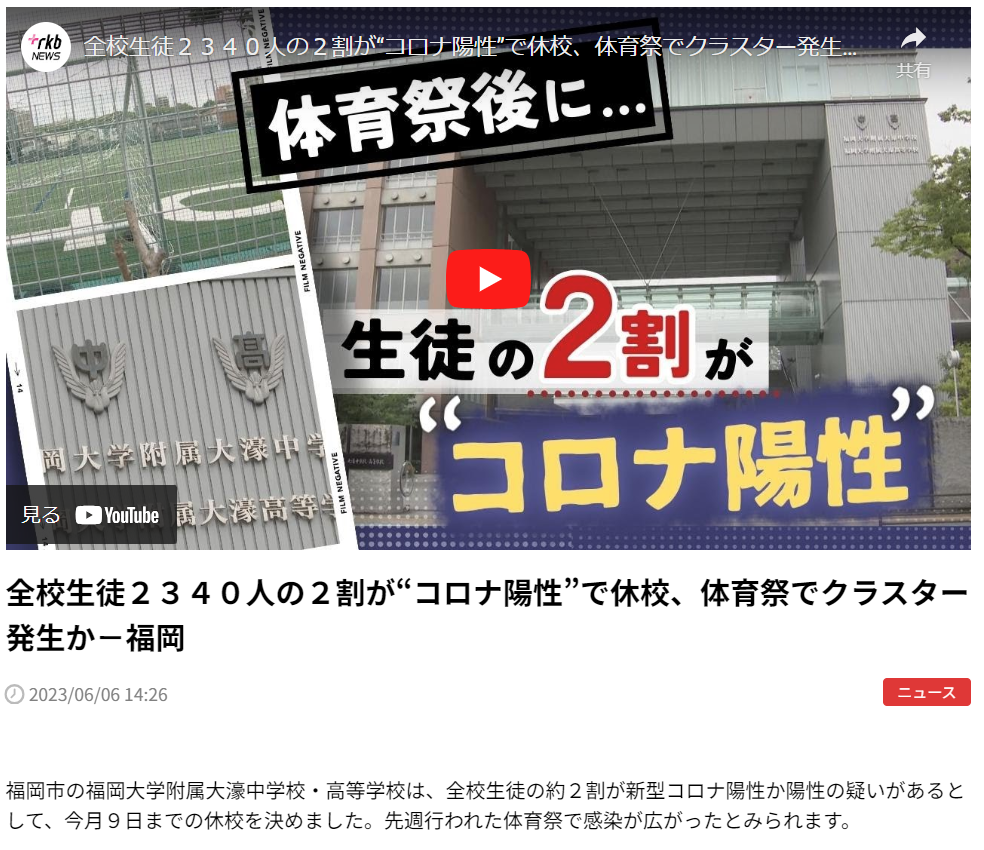 +rkb
NEWS
全校生徒２３４０人の２割が“コロナ陽性”で休校、体育祭でクラスター発生...
共有
体育祭後に...
FILM NEGATIVE
生徒の2割が
“コロナ陽性”
中
高
岡大学附属大濠中学
属大濠高等学
FILM NEGATIVE
見る YouTube
全校生徒２３４０人の２割が“コロナ陽性”で休校、体育祭でクラスター
発生か－福岡
2023/06/06 14:26
ニュース
福岡市の福岡大学附属大濠中学校・高等学校は、全校生徒の約２割が新型コロナ陽性か陽性の疑いがあると
して、今月９日までの休校を決めました。先週行われた体育祭で感染が広がったとみられます。